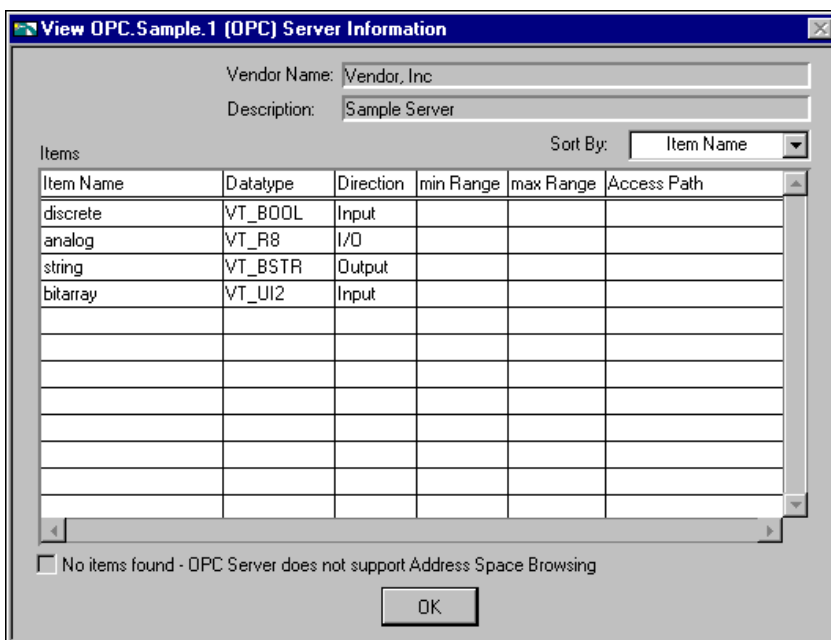 View OPC.Sample.1 (OPC) Server Information
Vendor Name: Vendor, Inc
Description: Sample Server
Sort By: Item Name
Items
Item Name Datatype Direction min Range max Range Access Path
discrete VT_BOOL Input
analog VT_R8 I/O
string VT_BSTR Output
bitarray VT_UI2 Input
No items found - OPC Server does not support Address Space Browsing
OK